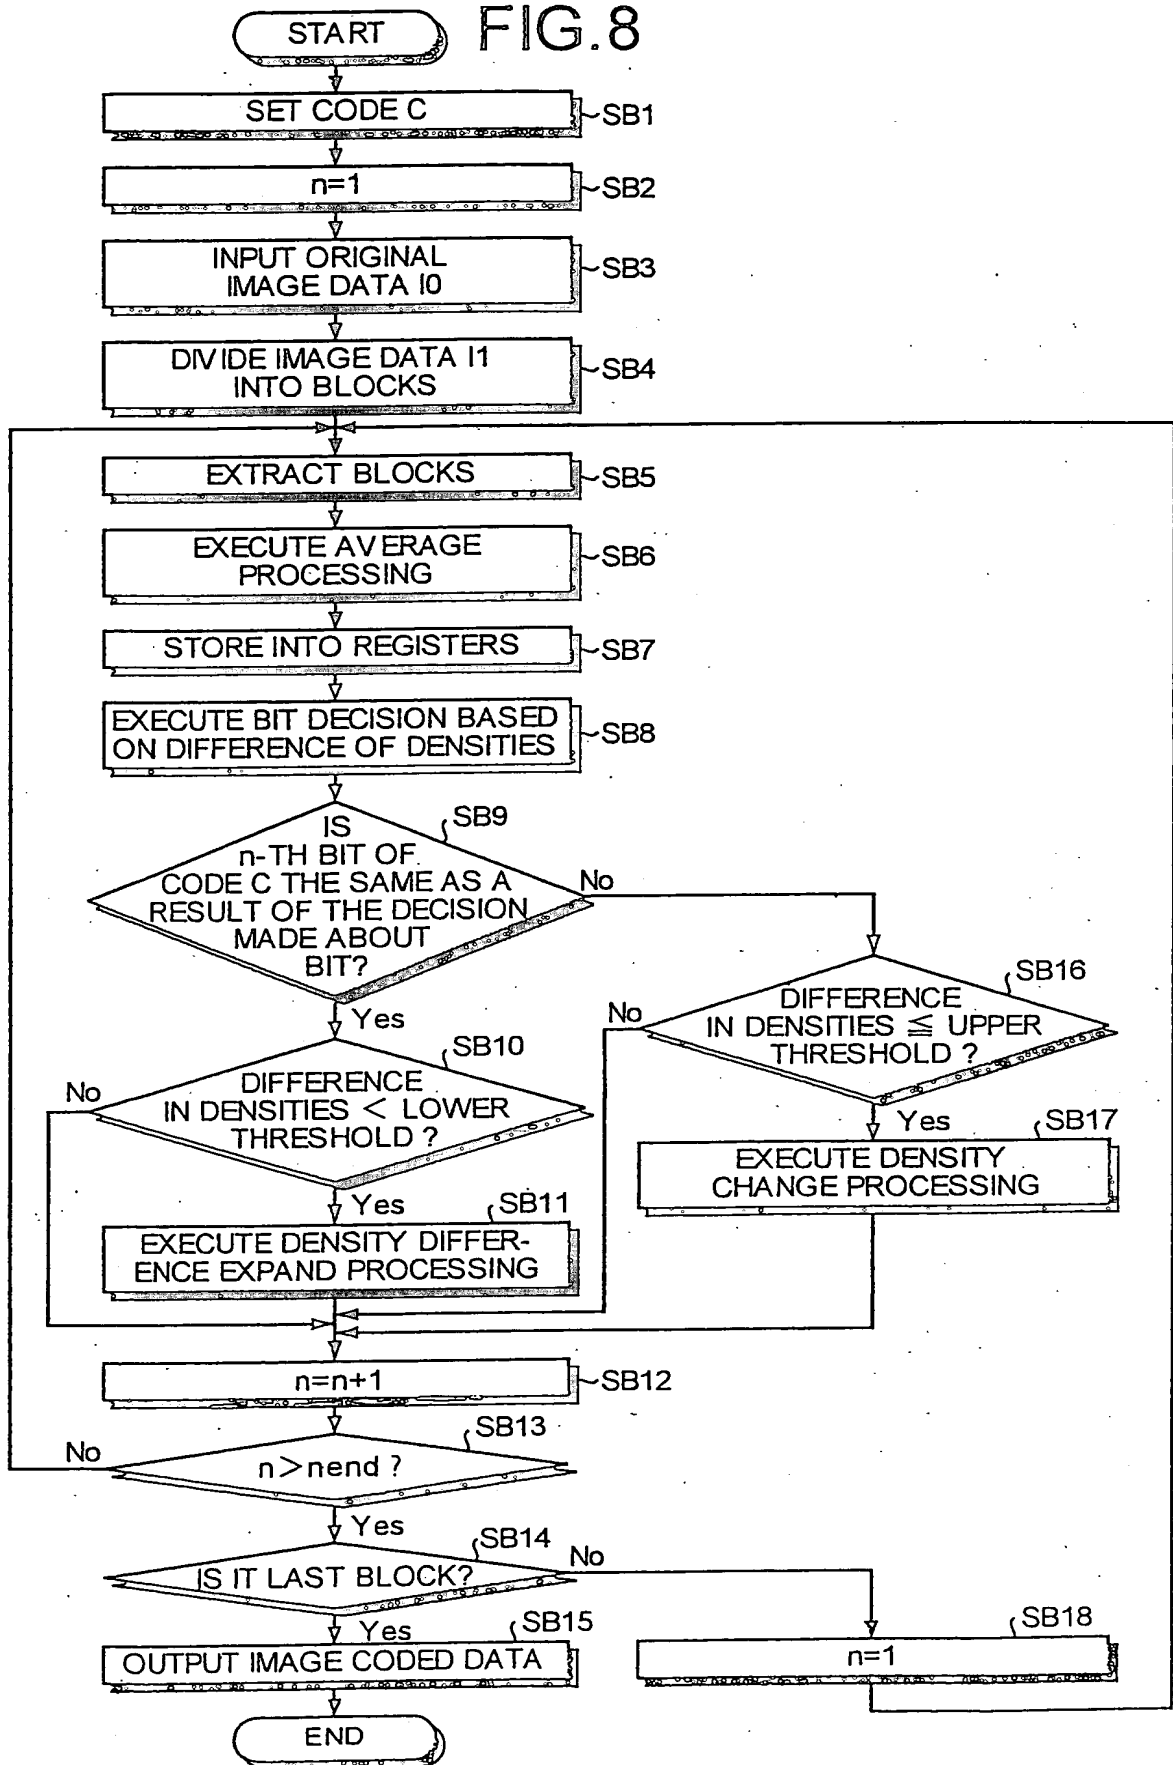 FIG.8
START
SET CODE C
SB1
n=1
SB2
INPUT ORIGINAL
IMAGE DATA I0
SB3
DIVIDE IMAGE DATA I1
INTO BLOCKS
SB4
EXTRACT BLOCKS
SB5
EXECUTE AVERAGE
PROCESSING
SB6
STORE INTO REGISTERS
SB7
EXECUTE BIT DECISION BASED
ON DIFFERENCE OF DENSITIES
SB8
SB9
IS
n-TH BIT OF
CODE C THE SAME AS A
RESULT OF THE DECISION
MADE ABOUT
BIT?
No
Yes
SB16
DIFFERENCE
IN DENSITIES ≦ UPPER
THRESHOLD ?
No
Yes
SB10
DIFFERENCE
IN DENSITIES < LOWER
THRESHOLD ?
No
Yes
SB17
EXECUTE DENSITY
CHANGE PROCESSING
SB11
EXECUTE DENSITY DIFFER-
ENCE EXPAND PROCESSING
n=n+1
SB12
SB13
n>nend ?
No
Yes
SB14
IS IT LAST BLOCK?
No
Yes
SB15
OUTPUT IMAGE CODED DATA
SB18
n=1
END